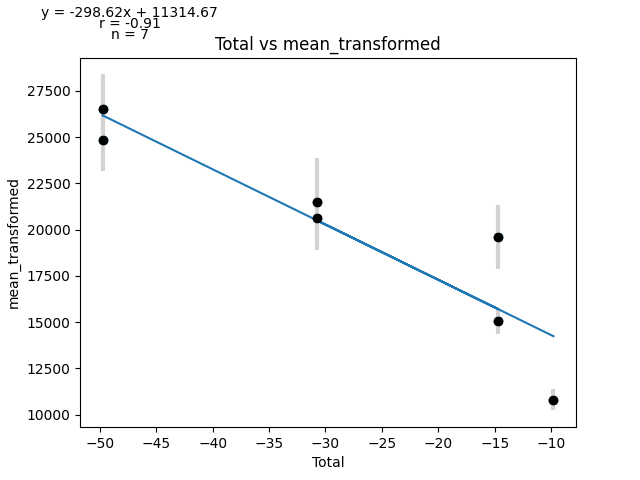 y = -298.62x + 11314.67
r = -0.91
n = 7
Total vs mean_transformed
27500
25000
22500
20000
17500
15000
12500
10000
mean_transformed
−50
−45
−40
−35
−30
−25
−20
−15
−10
Total